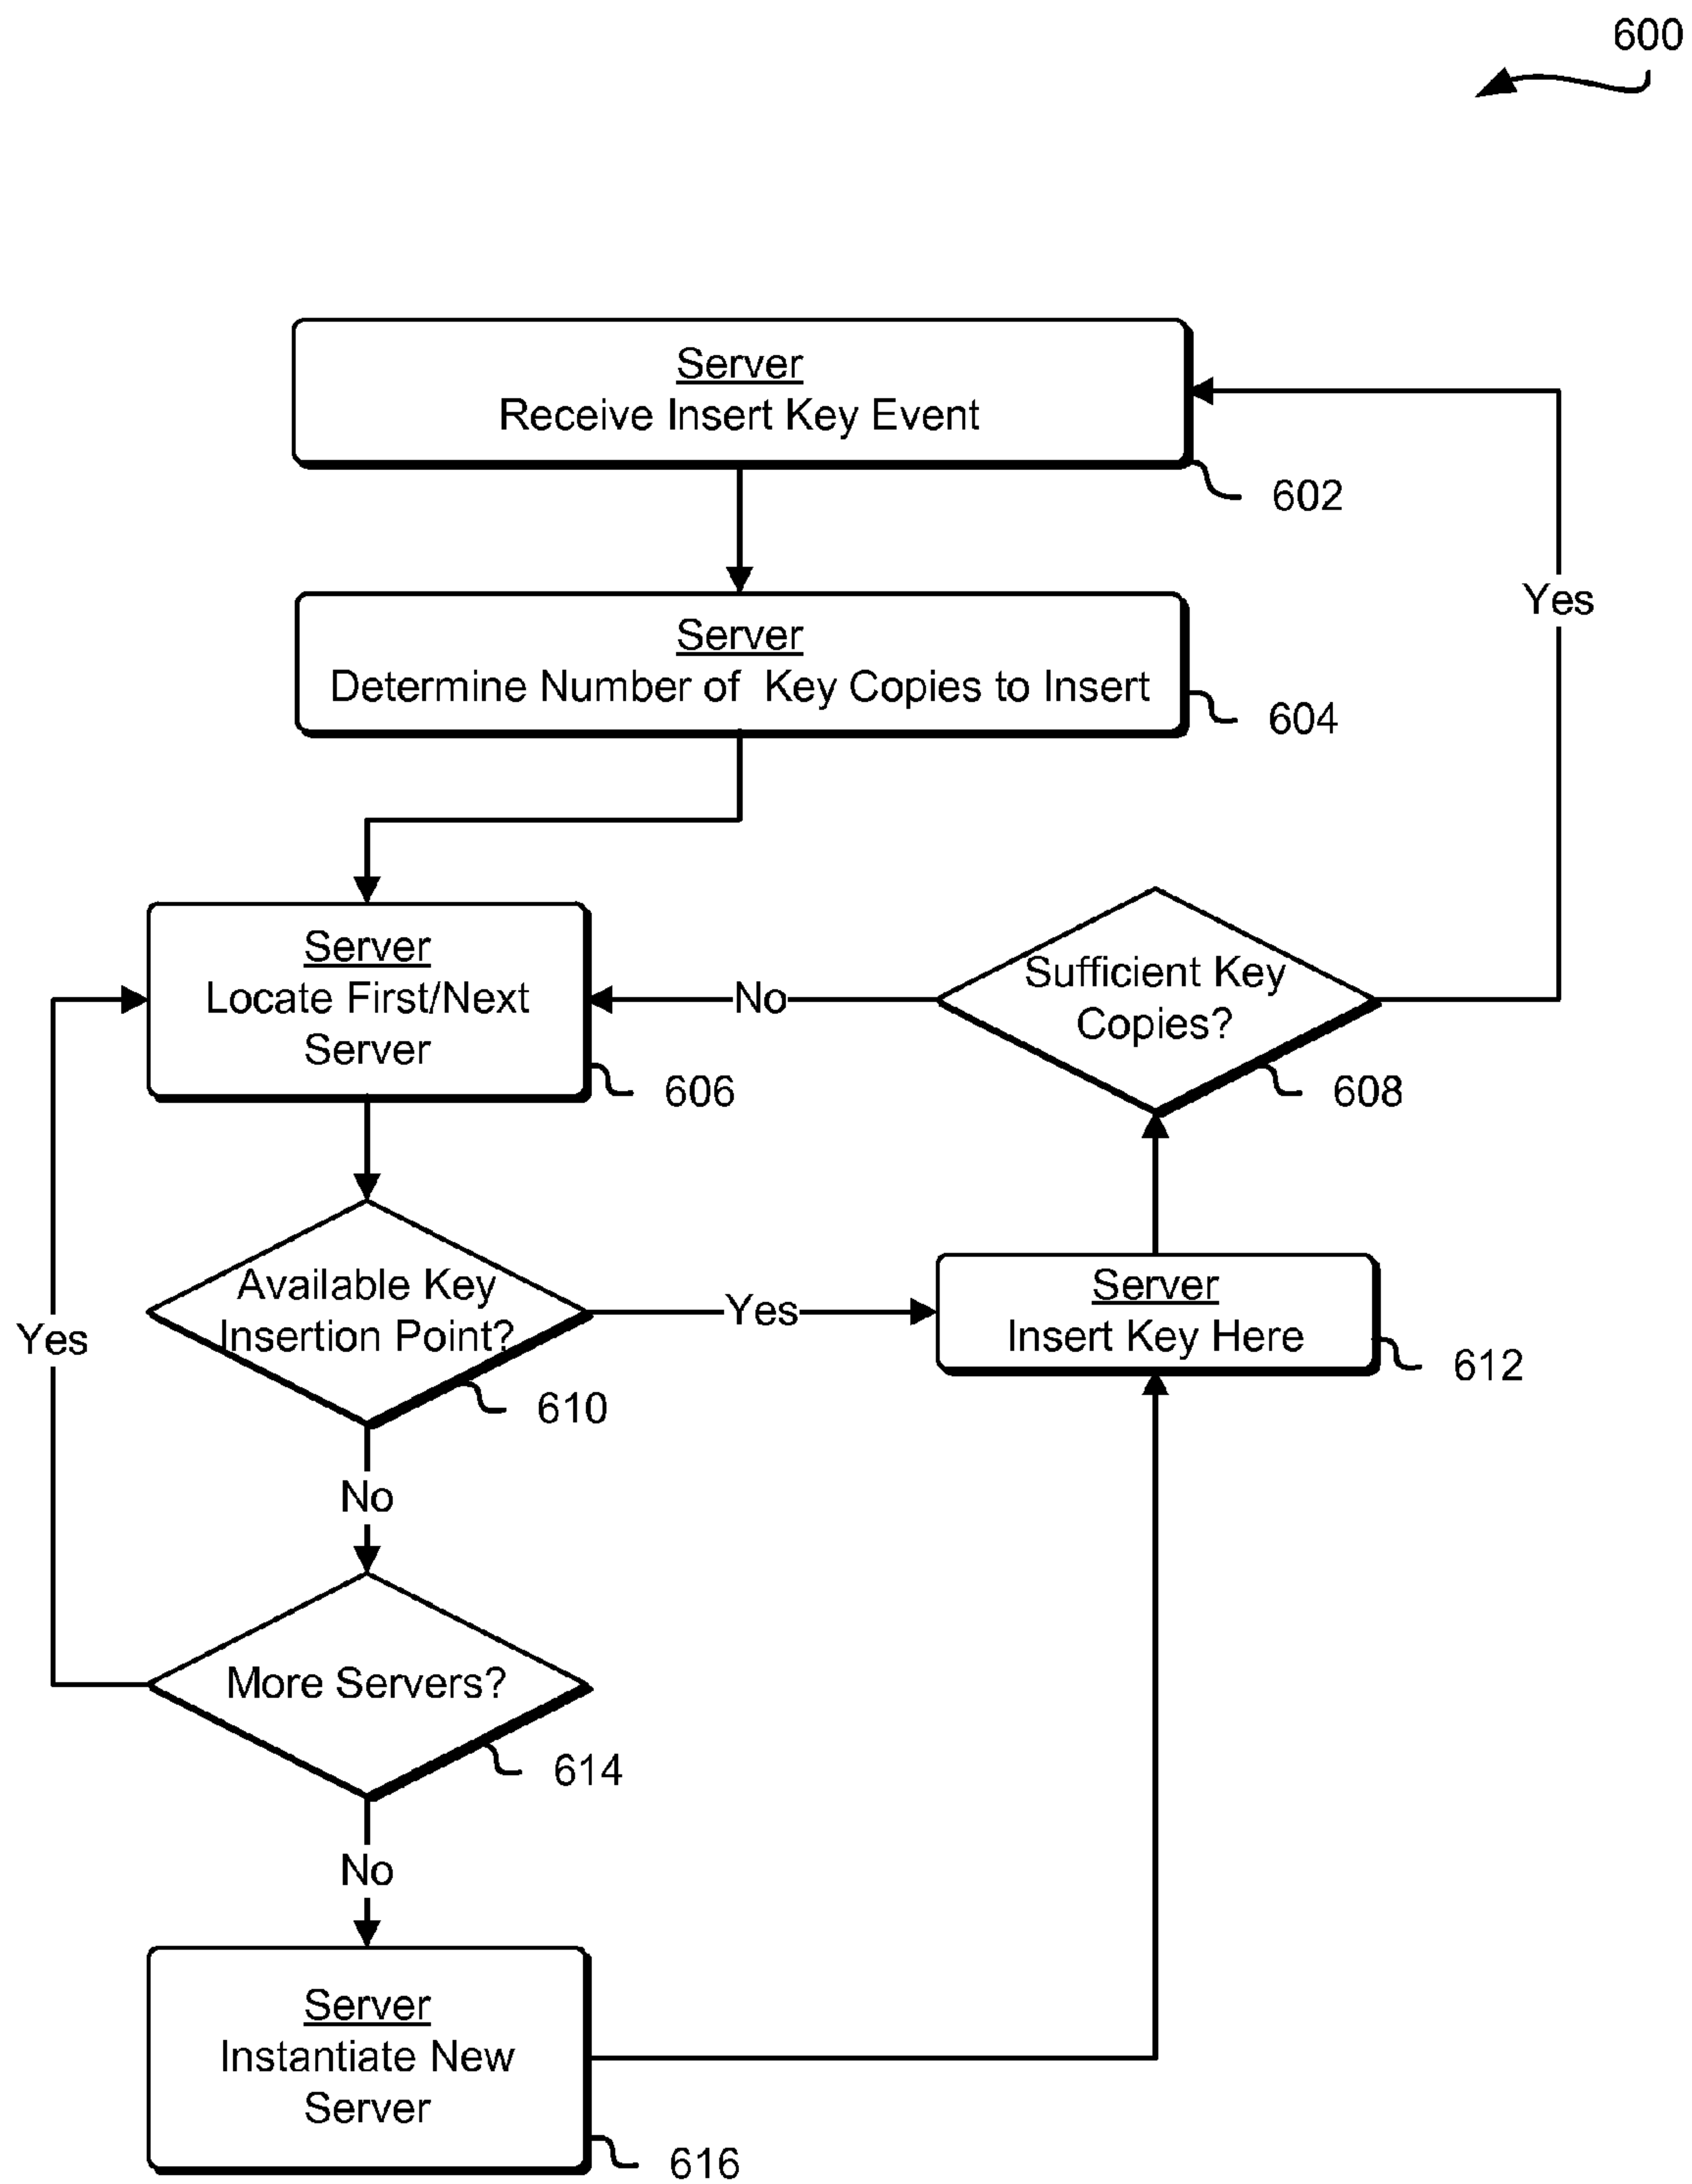 600
Server
Receive Insert Key Event
602
Server
Determine Number of Key Copies to Insert
604
Yes
Server
Locate First/Next
Server
606
No
Sufficient Key
Copies?
608
Available Key
Insertion Point?
610
Yes
Server
Insert Key Here
612
Yes
No
More Servers?
614
No
Server
Instantiate New
Server
616